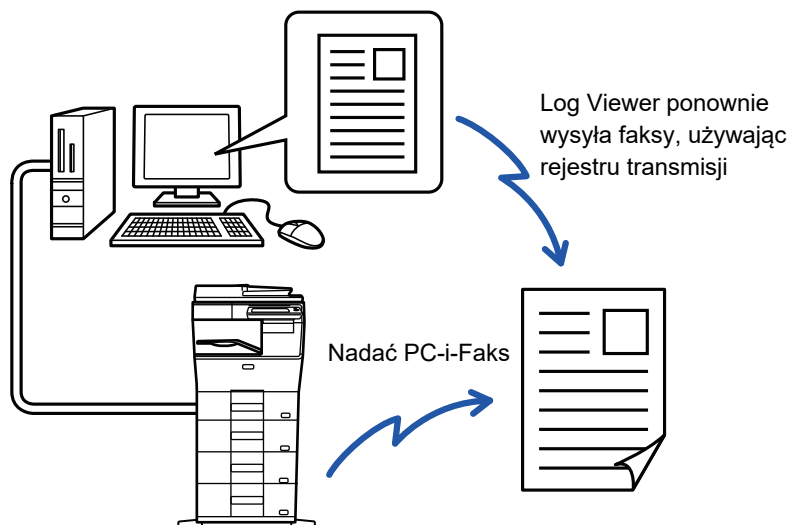 Log Viewer ponownie
wysyła faksy, używając
rejestru transmisji
Nadać PC-i-Faks